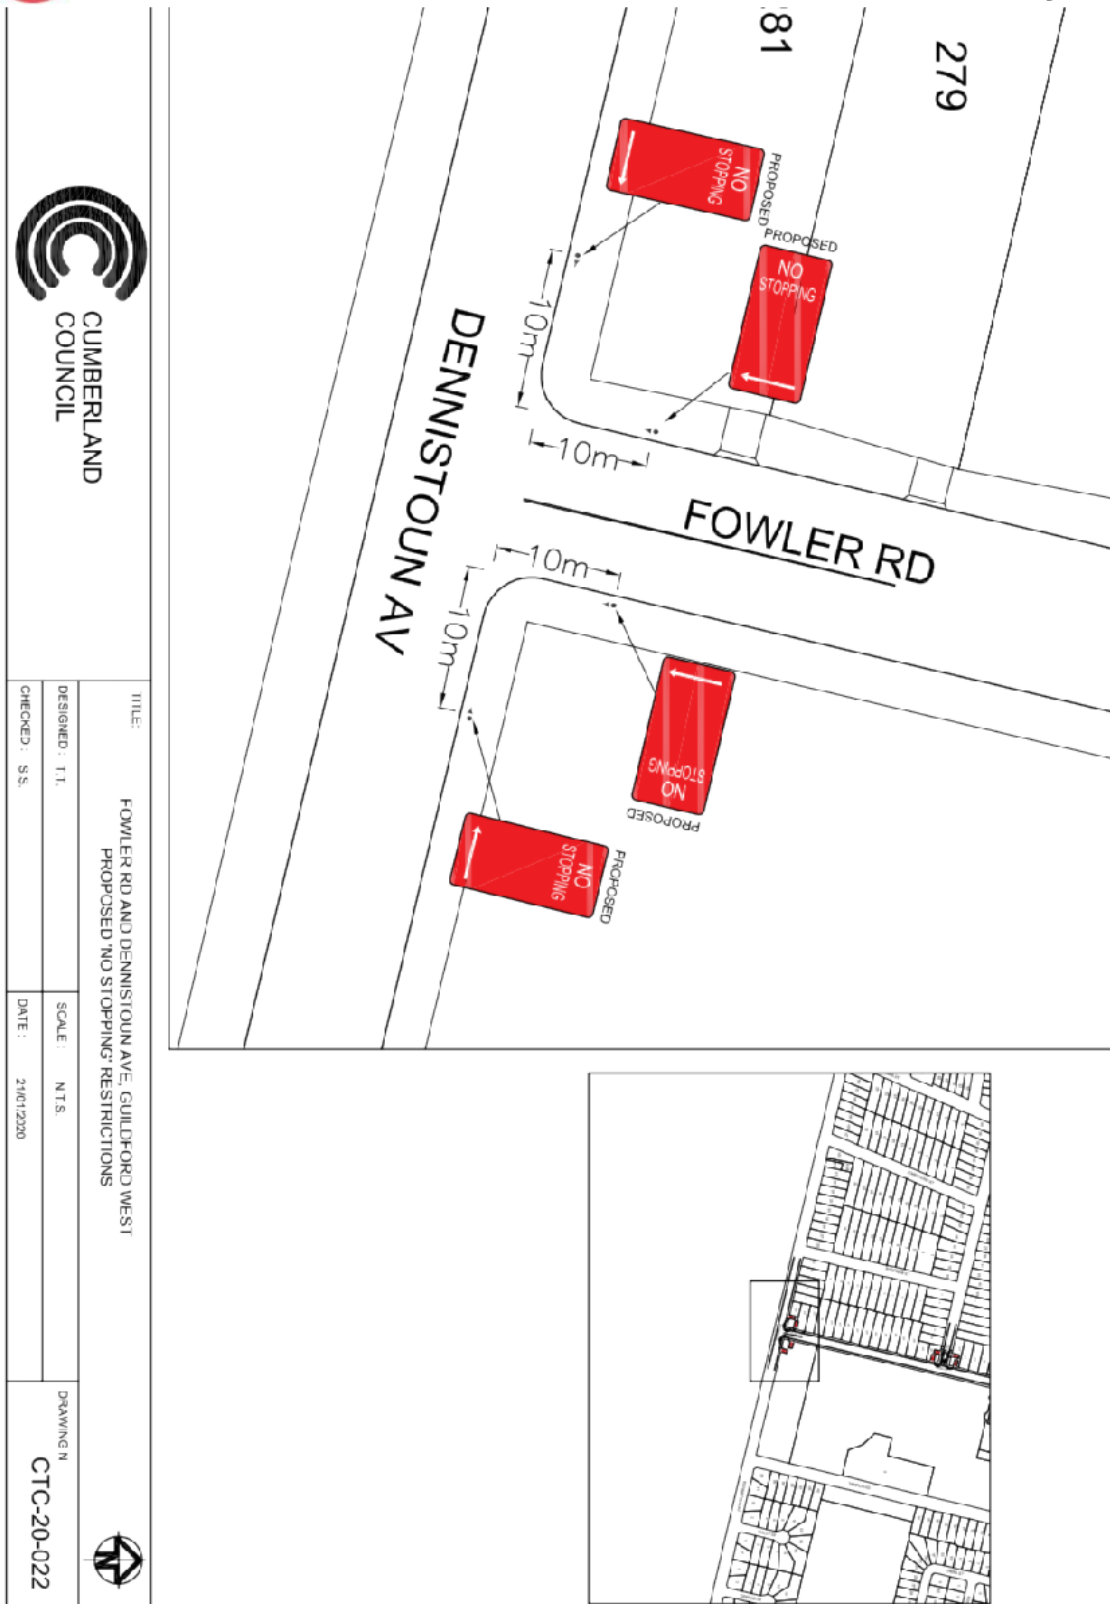 281
279
PROPOSED
NO
STOPPING
PROPOSED
NO
STOPPING
10m
10m
DENNISTOUN AV
FOWLER RD
10m
10m
NO
STOPPING
PROPOSED
NO
STOPPING
PROPOSED
CUMBERLAND
COUNCIL
TITLE:
FOWLER RD AND DENNISTOUN AVE, GUILDFORD WEST
PROPOSED 'NO STOPPING' RESTRICTIONS
DESIGNED : T.T.
SCALE : N.T.S.
CHECKED : S.S.
DATE : 21/01/2020
DRAWING N
CTC-20-022
N